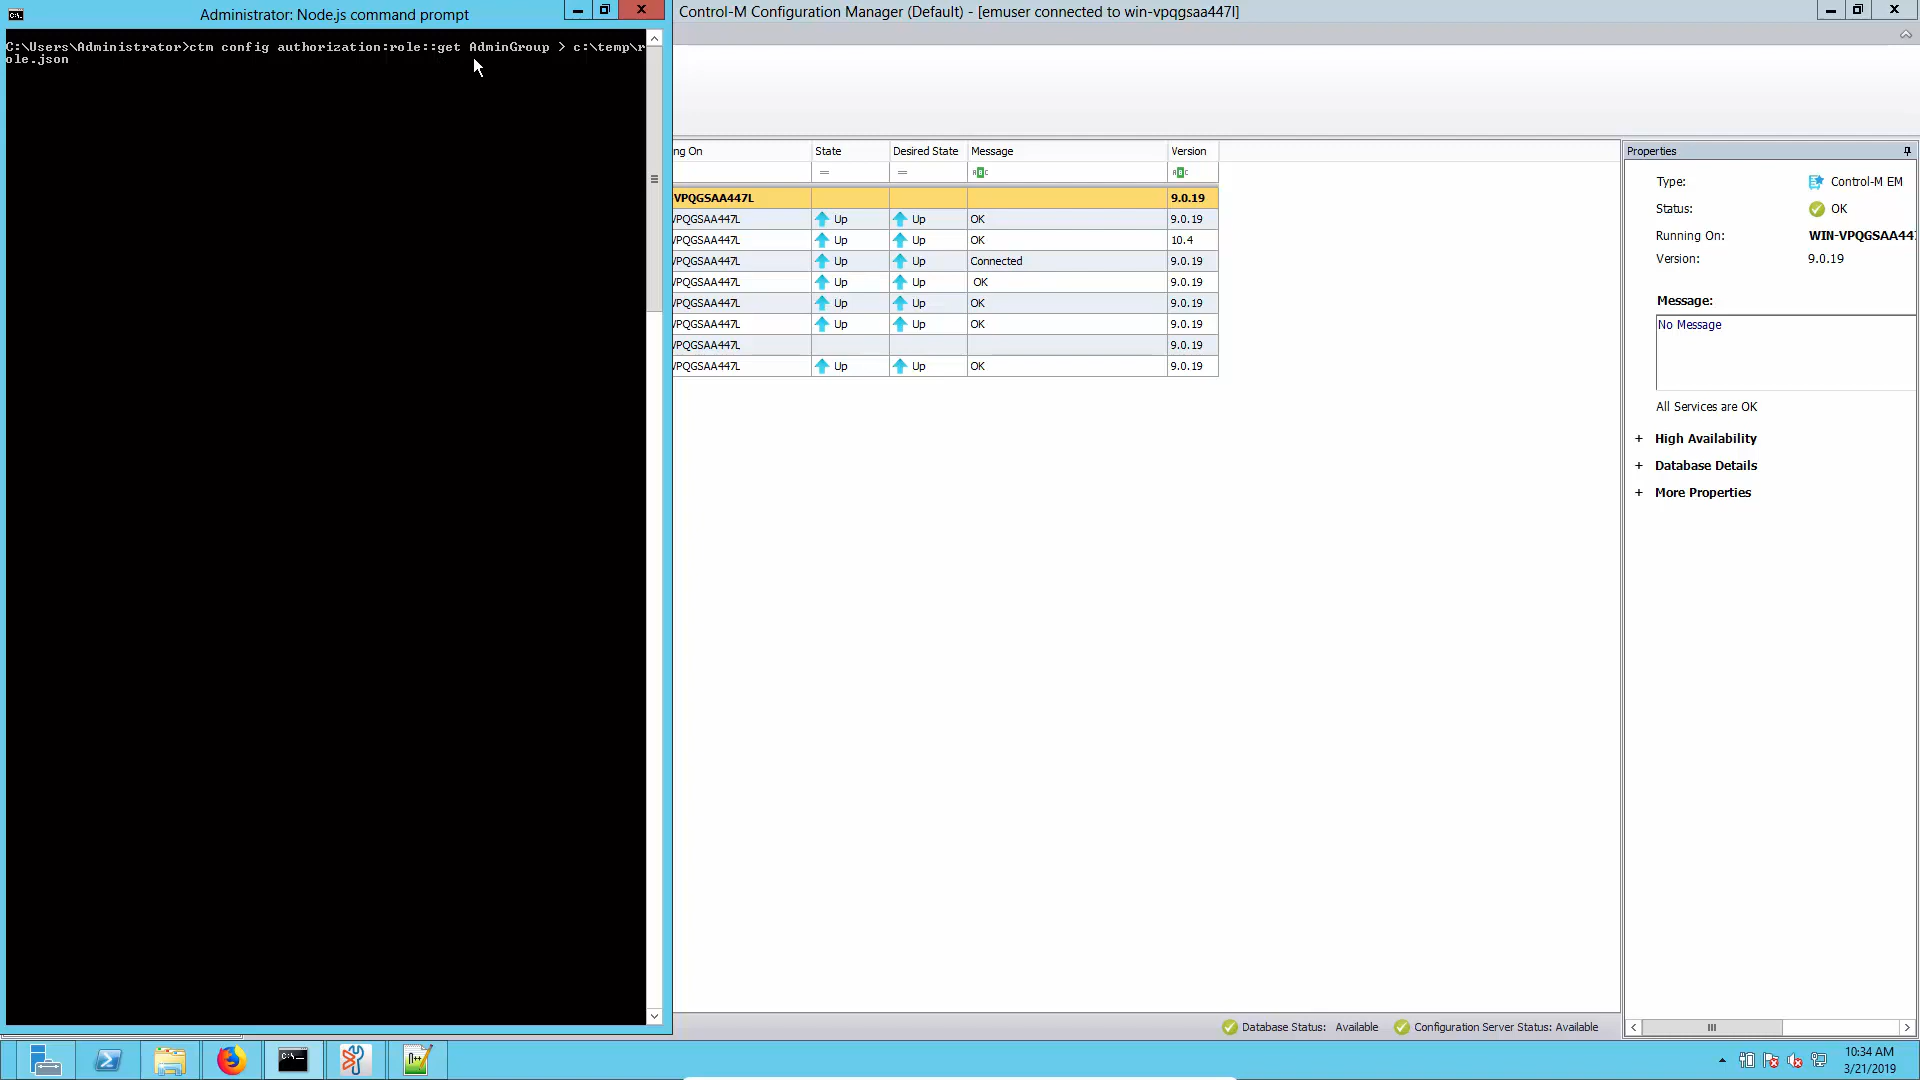 Administrator: Node.js command prompt
C:\Users\Administrator>ctm config authorization:role::get AdminGroup > c:\temp\r
ole.json
Control-M Configuration Manager (Default) - [emuser connected to win-vpqgsaa447l]
ng On State Desired State Message Version
= = ABC ABC
VPQGSAA447L 9.0.19
VPQGSAA447L Up Up OK 9.0.19
VPQGSAA447L Up Up OK 10.4
VPQGSAA447L Up Up Connected 9.0.19
VPQGSAA447L Up Up OK 9.0.19
VPQGSAA447L Up Up OK 9.0.19
VPQGSAA447L Up Up OK 9.0.19
VPQGSAA447L 9.0.19
VPQGSAA447L Up Up OK 9.0.19
Properties
Type: Control-M EM
Status: OK
Running On: WIN-VPQGSAA44
Version: 9.0.19
Message:
No Message
All Services are OK
+ High Availability
+ Database Details
+ More Properties
Database Status: Available Configuration Server Status: Available
10:34 AM
3/21/2019